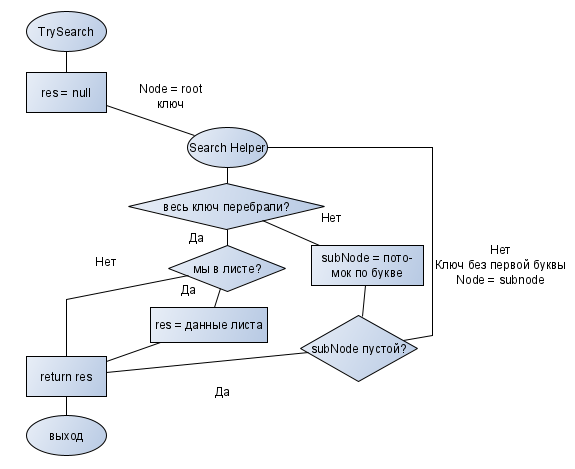 TrySearch
res = null
Node = root
ключ
Search Helper
весь ключ перебрали?
Нет
Да
мы в листе?
subNode = пото-
мок по букве
Нет
Ключ без первой буквы
Node = subnode
Нет
Да
res = данные листа
subNode пустой?
return res
Да
выход